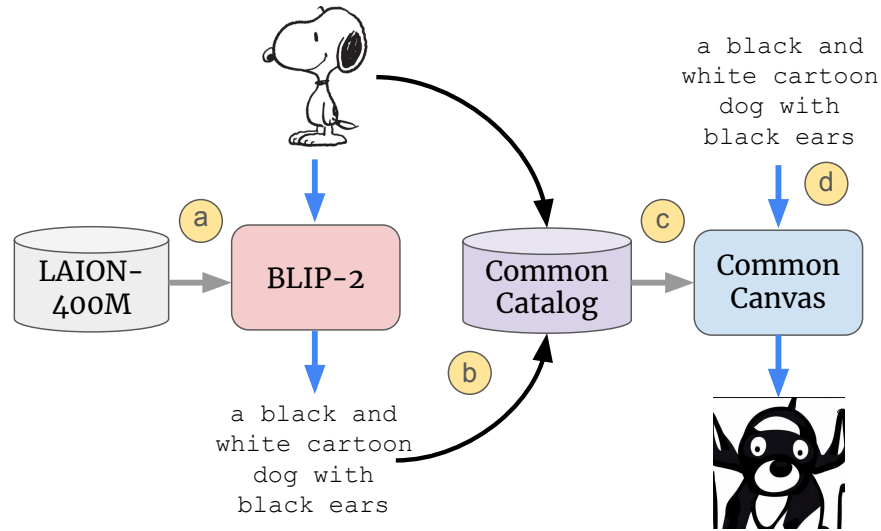 a black and
white cartoon
dog with
black ears
a
c
d
LAION-
400M
BLIP-2
Common
Catalog
Common
Canvas
b
a black and
white cartoon
dog with
black ears